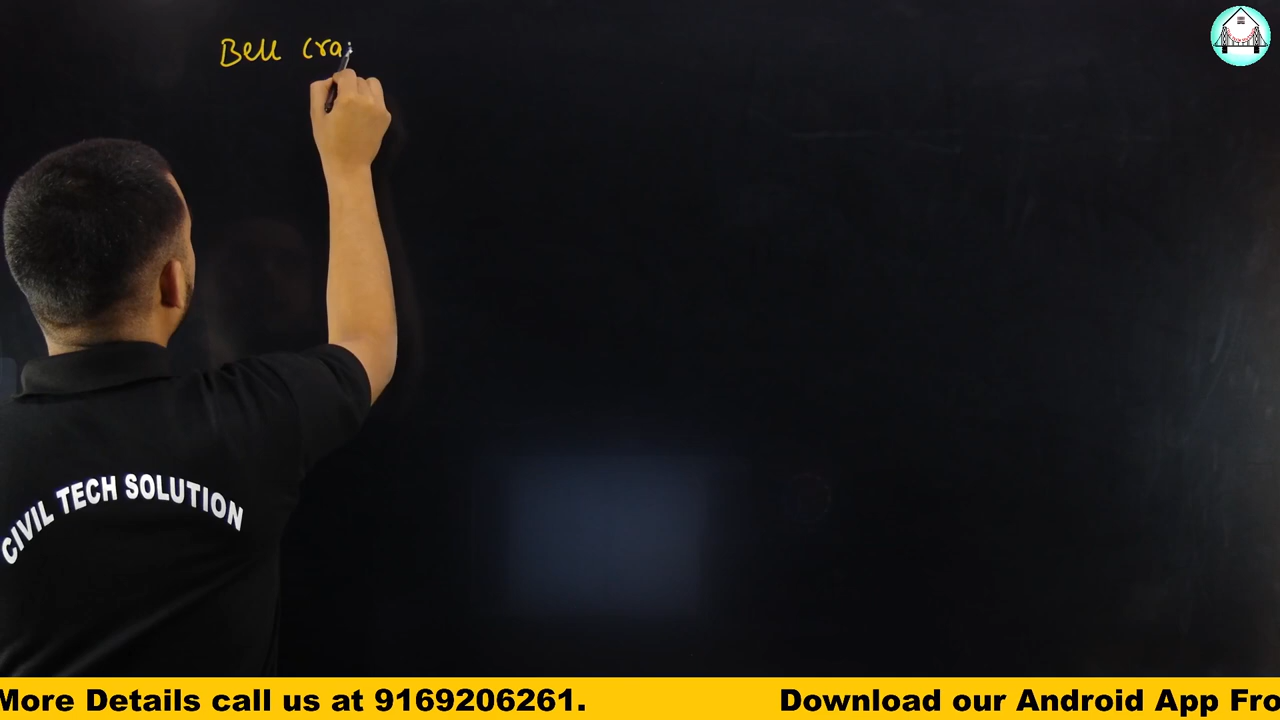 Bell Cra
CIVIL TECH SOLUTION
More Details call us at 9169206261. Download our Android App Fro